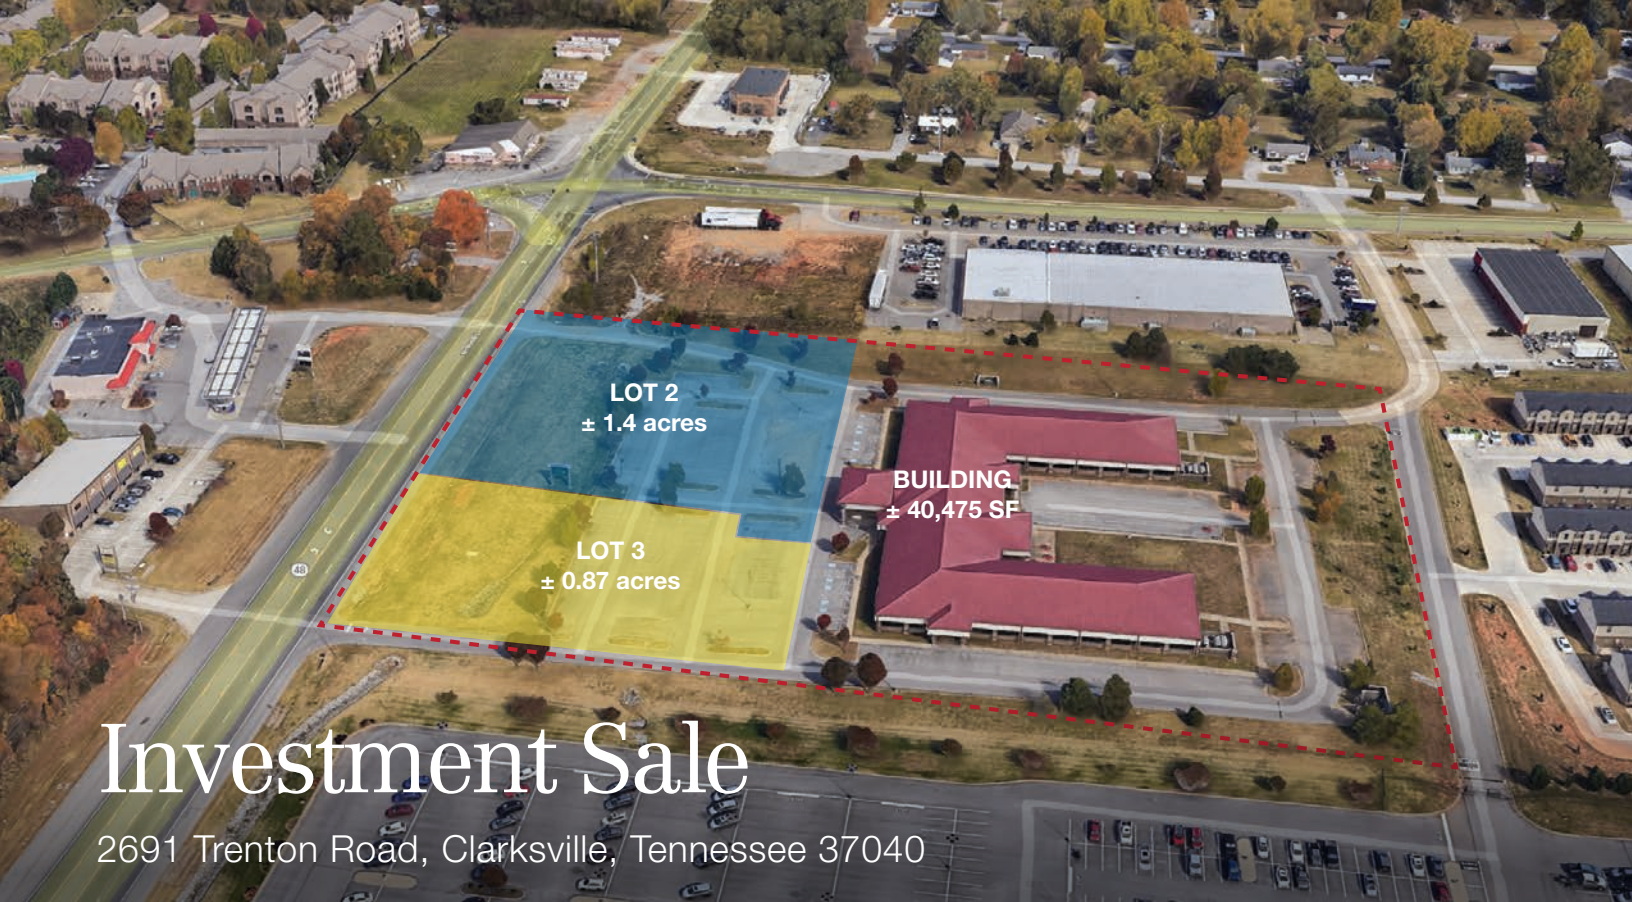 LOT 2
± 1.4 acres
BUILDING
± 40,475 SF
LOT 3
± 0.87 acres
48
Investment Sale
2691 Trenton Road, Clarksville, Tennessee 37040